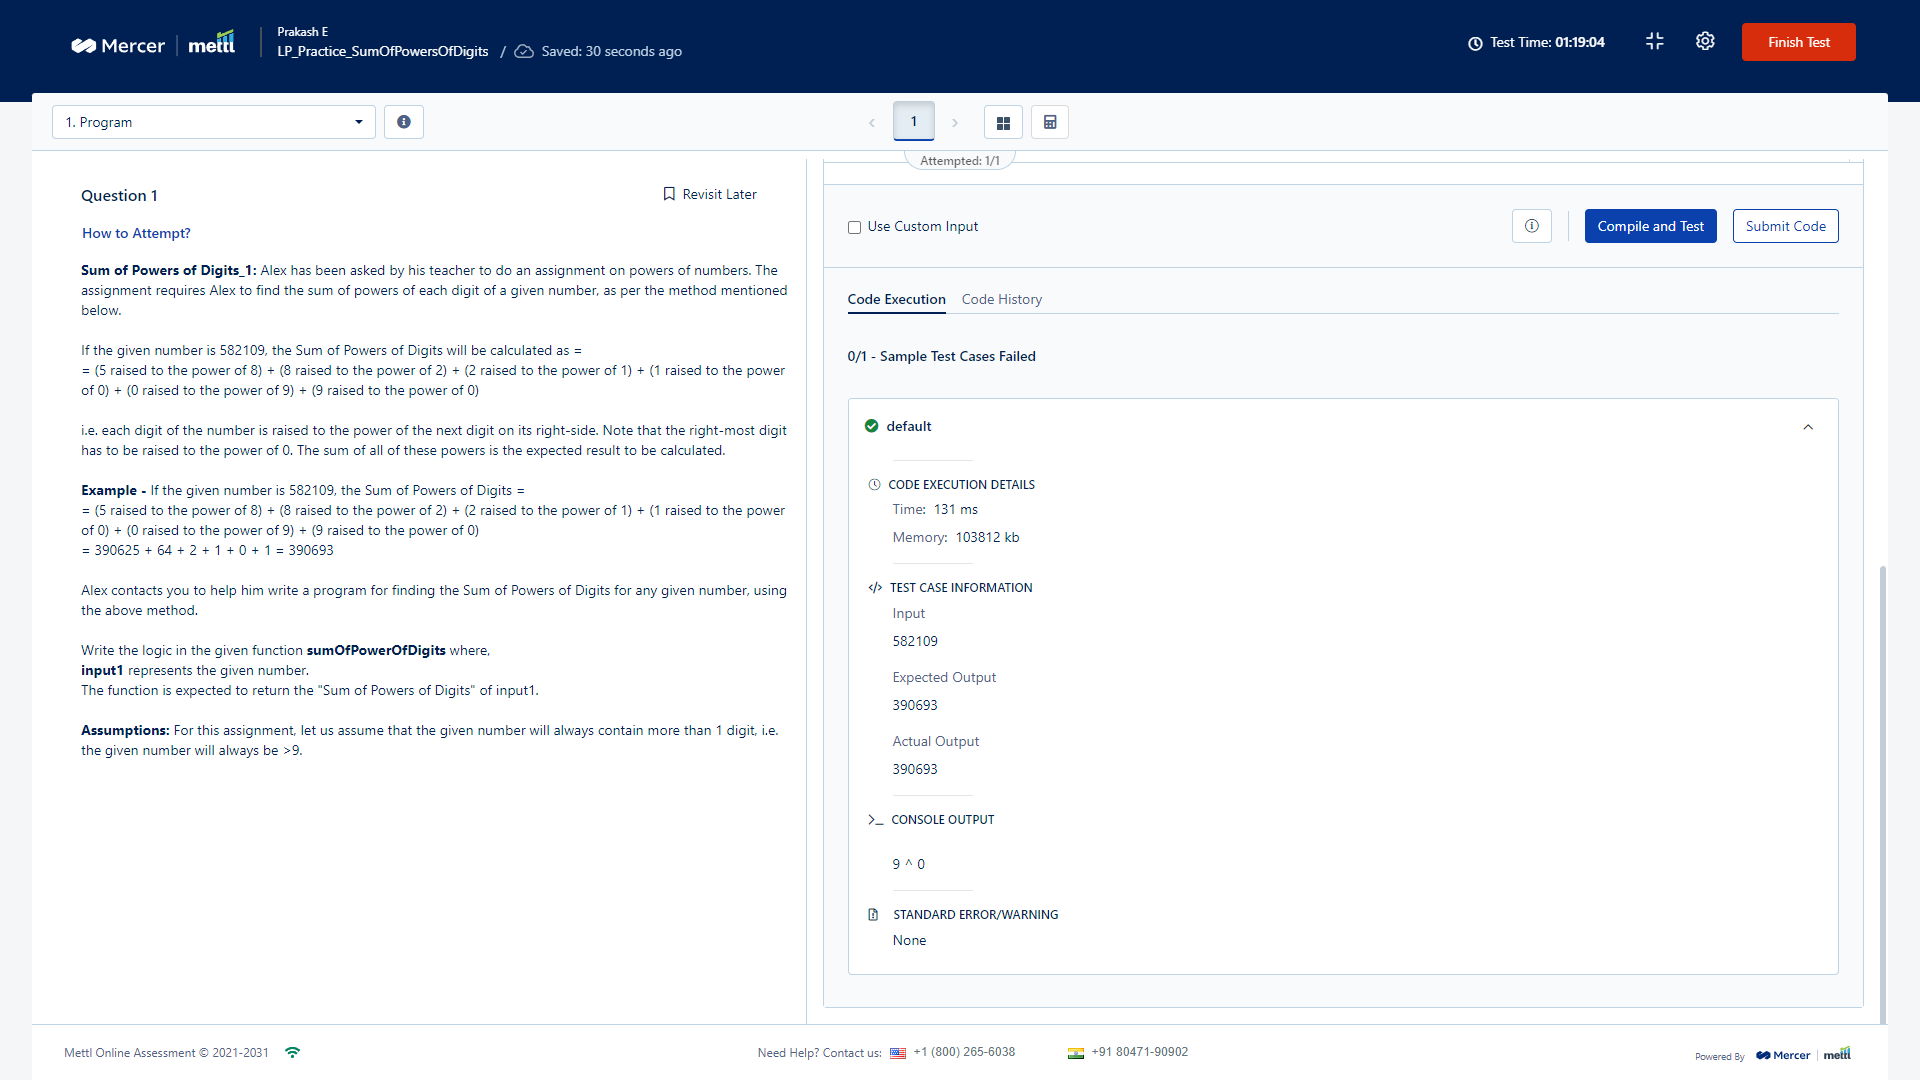 Mercer mettl
Prakash E
LP_Practice_SumOfPowersOfDigits / Saved: 30 seconds ago
Test Time: 01:19:04
Finish Test
1. Program
1
Attempted: 1/1
Question 1
Revisit Later
How to Attempt?
Sum of Powers of Digits_1: Alex has been asked by his teacher to do an assignment on powers of numbers. The
assignment requires Alex to find the sum of powers of each digit of a given number, as per the method mentioned
below.
If the given number is 582109, the Sum of Powers of Digits will be calculated as =
= (5 raised to the power of 8) + (8 raised to the power of 2) + (2 raised to the power of 1) + (1 raised to the power
of 0) + (0 raised to the power of 9) + (9 raised to the power of 0)
i.e. each digit of the number is raised to the power of the next digit on its right-side. Note that the right-most digit
has to be raised to the power of 0. The sum of all of these powers is the expected result to be calculated.
Example - If the given number is 582109, the Sum of Powers of Digits =
= (5 raised to the power of 8) + (8 raised to the power of 2) + (2 raised to the power of 1) + (1 raised to the power
of 0) + (0 raised to the power of 9) + (9 raised to the power of 0)
= 390625 + 64 + 2 + 1 + 0 + 1 = 390693
Alex contacts you to help him write a program for finding the Sum of Powers of Digits for any given number, using
the above method.
Write the logic in the given function sumOfPowerOfDigits where,
input1 represents the given number.
The function is expected to return the "Sum of Powers of Digits" of input1.
Assumptions: For this assignment, let us assume that the given number will always contain more than 1 digit, i.e.
the given number will always be >9.
Use Custom Input
Compile and Test
Submit Code
Code Execution
Code History
0/1 - Sample Test Cases Failed
default
CODE EXECUTION DETAILS
Time: 131 ms
Memory: 103812 kb
</> TEST CASE INFORMATION
Input
582109
Expected Output
390693
Actual Output
390693
>_ CONSOLE OUTPUT
9 ^ 0
STANDARD ERROR/WARNING
None
Mettl Online Assessment © 2021-2031
Need Help? Contact us: +1 (800) 265-6038
+91 80471-90902
Powered By Mercer mettl